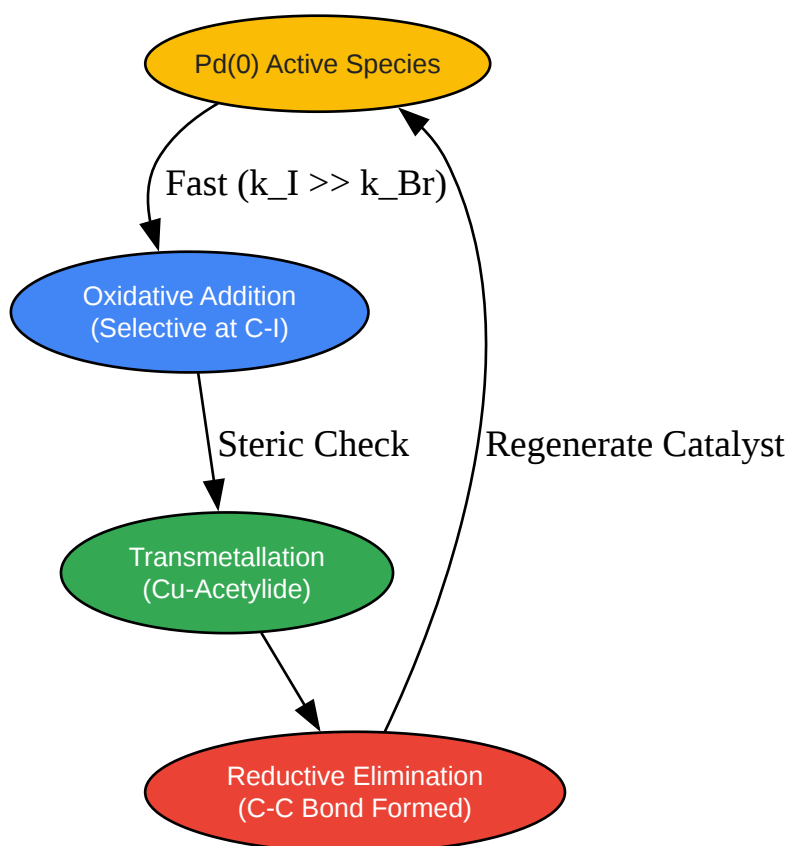 Pd(0) Active Species
Fast (k_I >> k_Br)
Oxidative Addition
(Selective at C-I)
Steric Check
Regenerate Catalyst
Transmetallation
(Cu-Acetylide)
Reductive Elimination
(C-C Bond Formed)